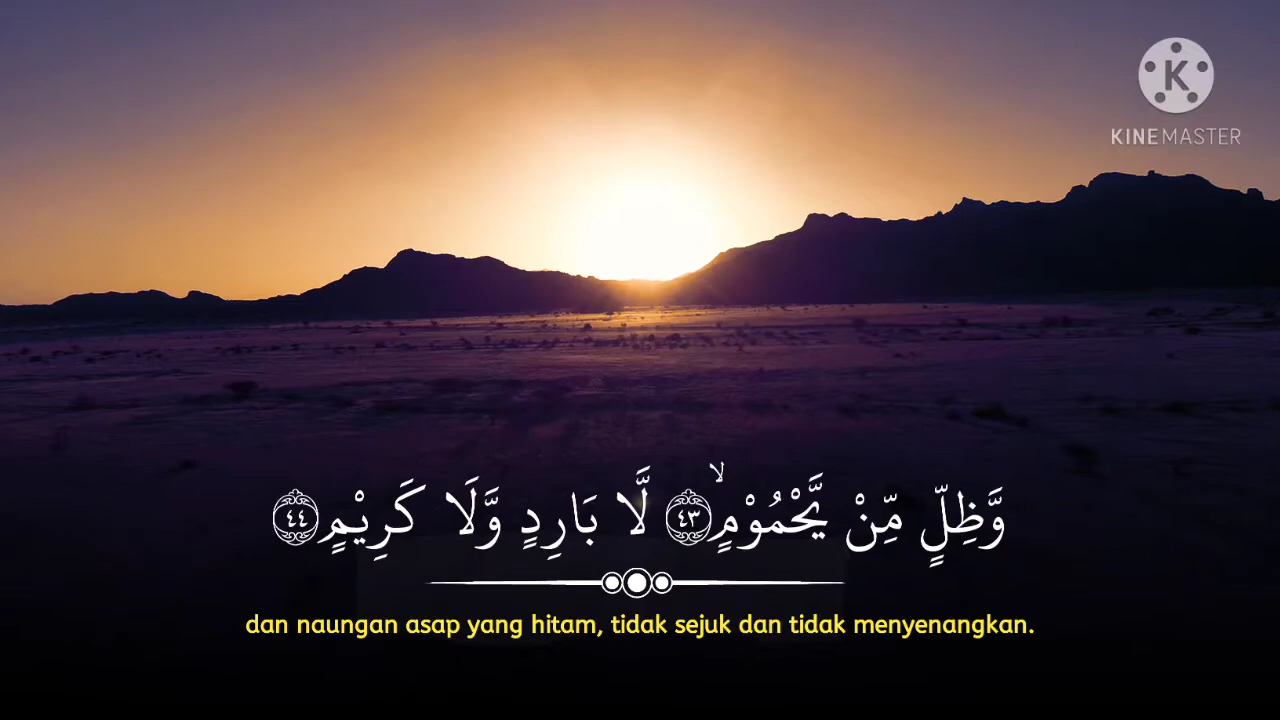 K
KINEMASTER
وَّظِلٍّ مِّنْ يَّحْمُوْمٍۙ ٤٣ لَّا بَارِدٍ وَّلَا كَرِيْمٍ ٤٤
dan naungan asap yang hitam, tidak sejuk dan tidak menyenangkan.